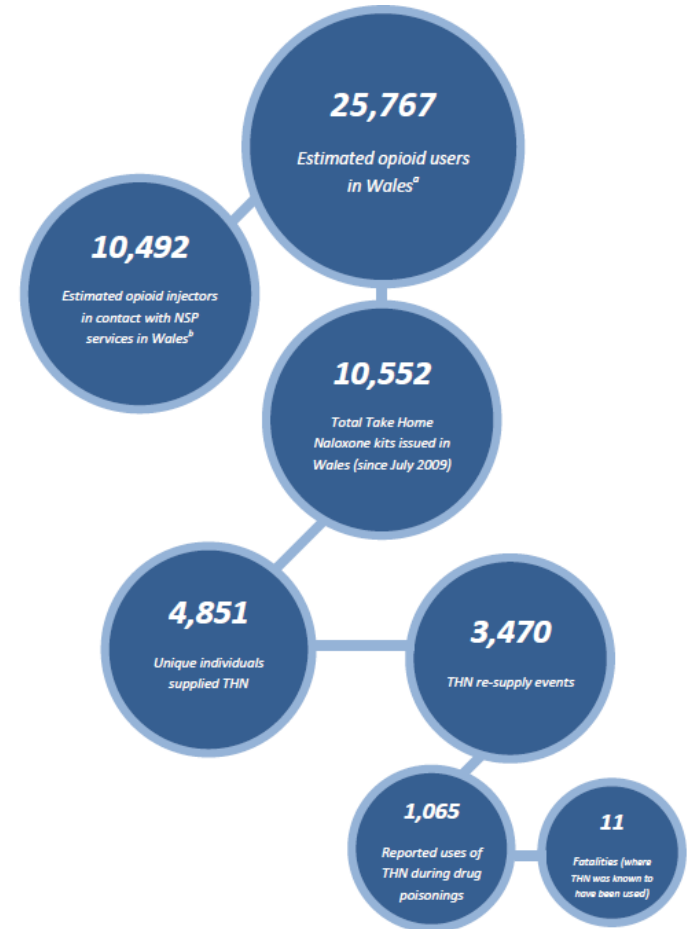 25,767
Estimated opioid users
in Wales^a
10,492
Estimated opioid injectors
in contact with NSP
services in Wales^b
10,552
Total Take Home
Naloxone kits issued in
Wales (since July 2009)
4,851
Unique individuals
supplied THN
3,470
THN re-supply events
1,065
Reported uses of
THN during drug
poisonings
11
Fatalities (where
THN was known to
have been used)